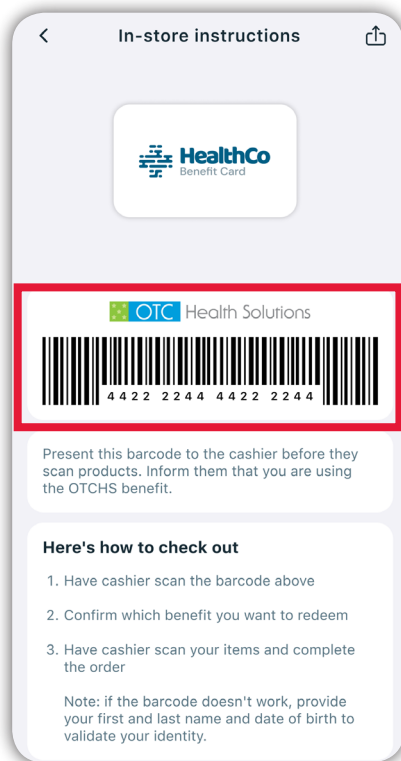 In-store instructions
HealthCo
Benefit Card
OTC Health Solutions
4422 2244 4422 2244
Present this barcode to the cashier before they
scan products. Inform them that you are using
the OTCHS benefit.
Here's how to check out
1. Have cashier scan the barcode above
2. Confirm which benefit you want to redeem
3. Have cashier scan your items and complete
the order
Note: if the barcode doesn't work, provide
your first and last name and date of birth to
validate your identity.